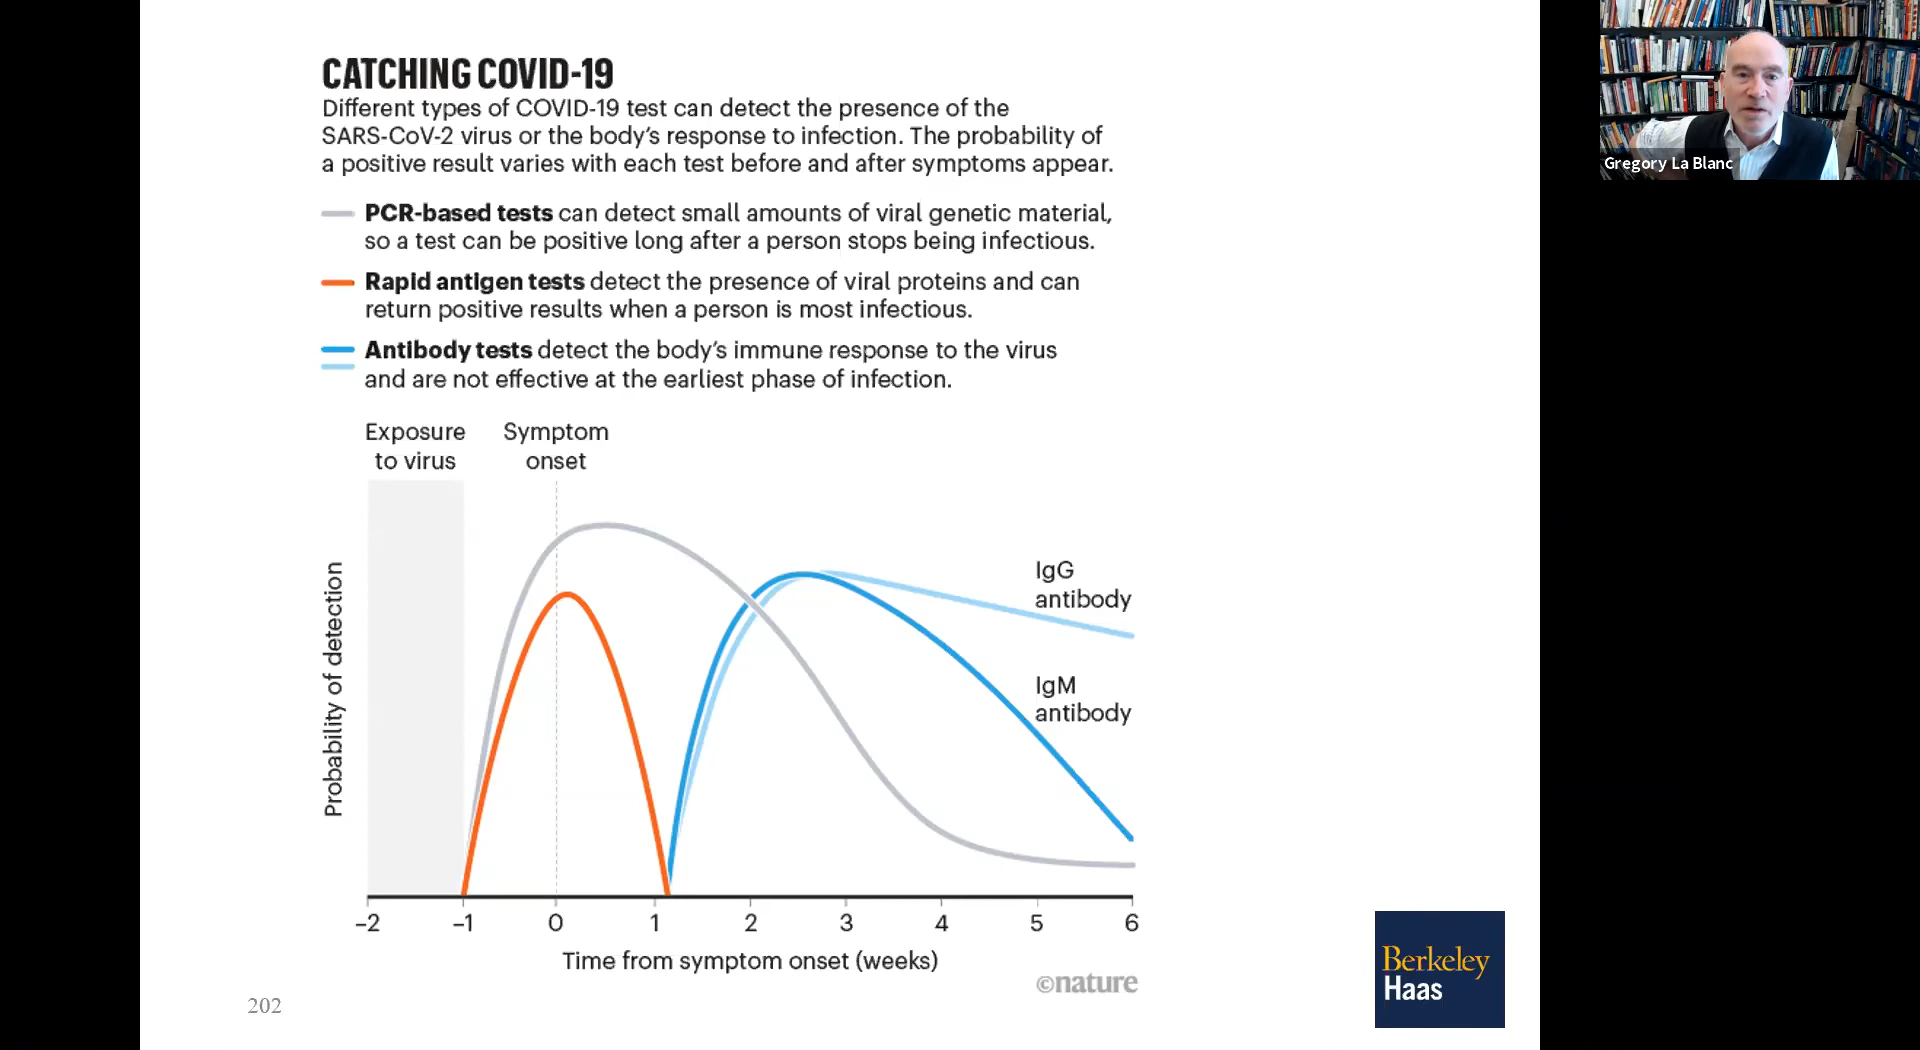 CATCHING COVID-19
Different types of COVID-19 test can detect the presence of the
SARS-CoV-2 virus or the body’s response to infection. The probability of
a positive result varies with each test before and after symptoms appear.
PCR-based tests can detect small amounts of viral genetic material,
so a test can be positive long after a person stops being infectious.
Rapid antigen tests detect the presence of viral proteins and can
return positive results when a person is most infectious.
Antibody tests detect the body’s immune response to the virus
and are not effective at the earliest phase of infection.
Exposure
to virus
Symptom
onset
Probability of detection
IgG
antibody
IgM
antibody
–2 –1 0 1 2 3 4 5 6
Time from symptom onset (weeks)
©nature
202
Berkeley
Haas
Gregory La Blanc